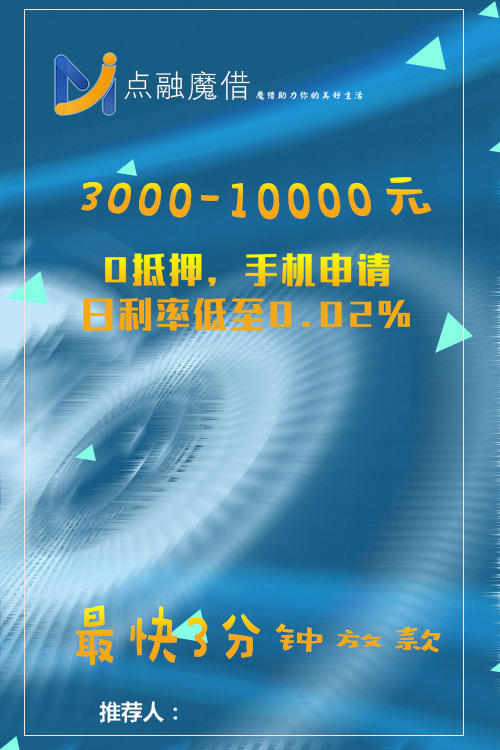 点融魔借 魔借助力你的美好生活
3000-10000元
0抵押，手机申请
日利率低至0.02%
最快3分钟放款
推荐人：